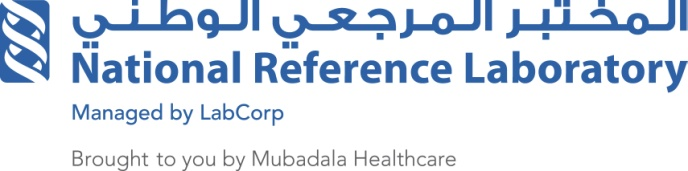 المختبر المرجعي الوطني
National Reference Laboratory
Managed by LabCorp
Brought to you by Mubadala Healthcare